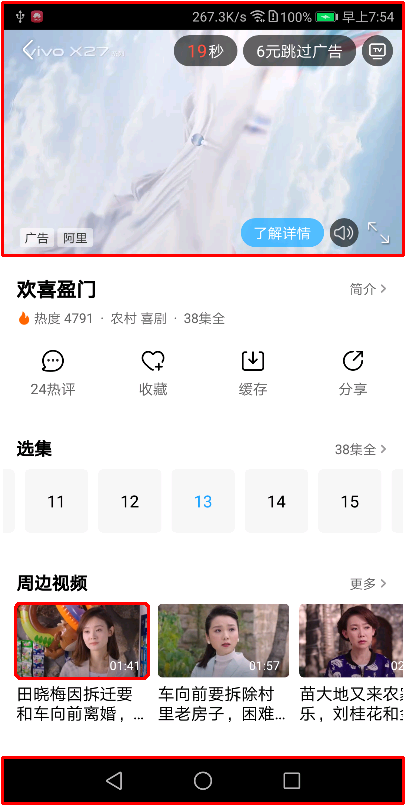 267.3K/s 100% 早上7:54
vivo X27
19秒
6元跳过广告
TV
广告 阿里
了解详情
欢喜盈门
简介
热度 4791 · 农村 喜剧 · 38集全
24热评 收藏 缓存 分享
选集
38集全
11 12 13 14 15
周边视频
更多
01:41 01:57 02
田晓梅因拆迁要
和车向前离婚，…
车向前要拆除村
里老房子，困难…
苗大地又来农
乐，刘桂花和